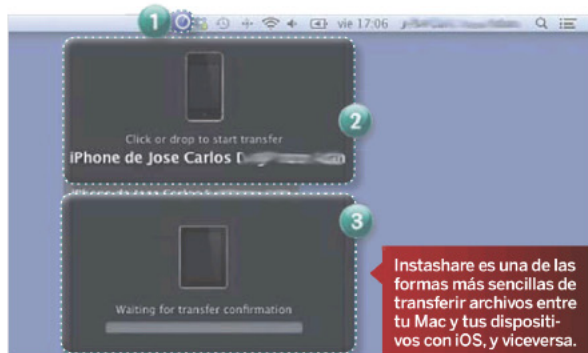 1
vie 17:06
2
Click or drop to start transfer
iPhone de Jose Carlos
3
Waiting for transfer confirmation
Instashare es una de las
formas más sencillas de
transferir archivos entre
tu Mac y tus dispositi-
vos con iOS, y viceversa.